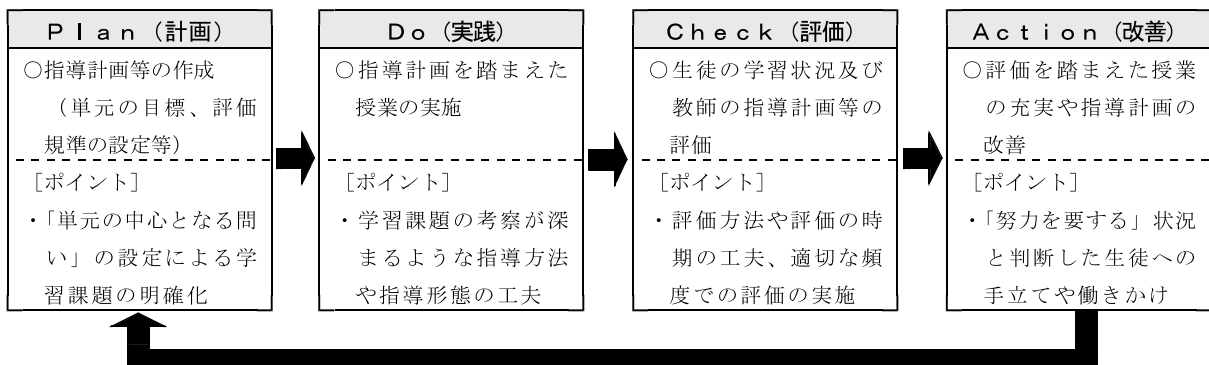 Ｐｌａｎ（計画）
○指導計画等の作成
（単元の目標、評価
規準の設定等）
［ポイント］
・「単元の中心となる問
い」の設定による学
習課題の明確化
Ｄｏ（実践）
○指導計画を踏まえた
授業の実施
［ポイント］
・学習課題の考察が深
まるような指導方法
や指導形態の工夫
Ｃｈｅｃｋ（評価）
○生徒の学習状況及び
教師の指導計画等の
評価
［ポイント］
・評価方法や評価の時
期の工夫、適切な頻
度での評価の実施
Ａｃｔｉｏｎ（改善）
○評価を踏まえた授業
の充実や指導計画の
改善
［ポイント］
・「努力を要する」状況
と判断した生徒への
手立てや働きかけ